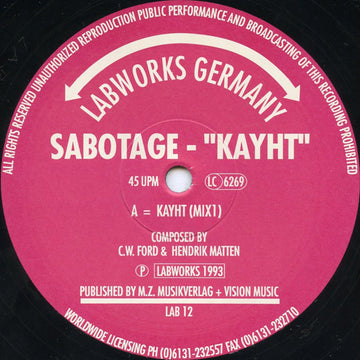 ALL RIGHTS RESERVED UNAUTHORIZED REPRODUCTION PUBLIC PERFORMANCE AND BROADCASTING OF THIS RECORDING PROHIBITED
LABWORKS GERMANY
SABOTAGE - "KAYHT"
45 UPM
LC 6269
A = KAYHT (MIX1)
COMPOSED BY
C.W. FORD & HENDRIK MATTEN
Ⓟ LABWORKS 1993
PUBLISHED BY M.Z. MUSIKVERLAG + VISION MUSIC
LAB 12
WORLDWIDE LICENSING PH (0)6131-232557 FAX (0)6131-232710